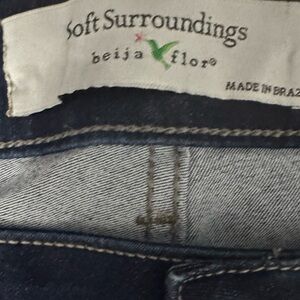 Soft Surroundings
beija flor®
MADE IN BRAZ